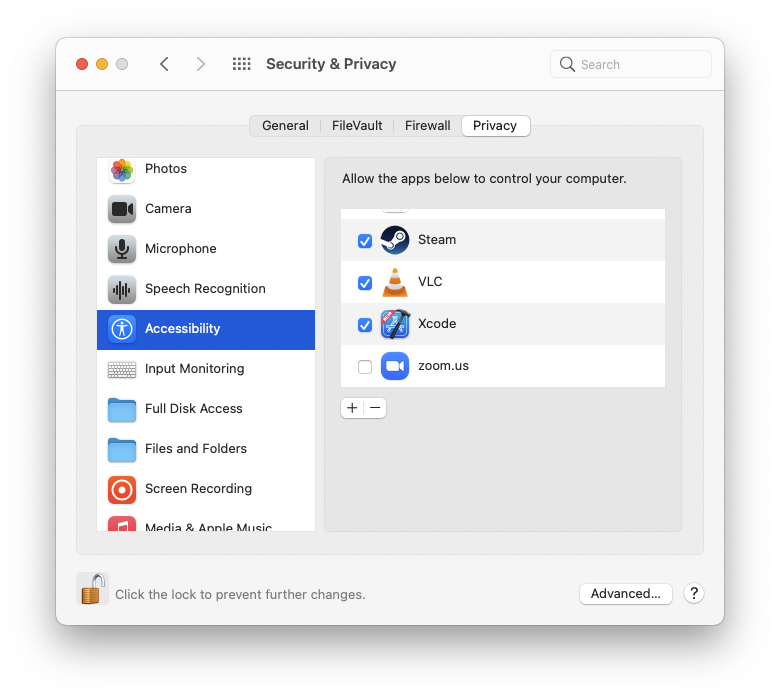 Security & Privacy
Search
General
FileVault
Firewall
Privacy
Photos
Camera
Microphone
Speech Recognition
Accessibility
Input Monitoring
Full Disk Access
Files and Folders
Screen Recording
Media & Apple Music
Allow the apps below to control your computer.
Steam
VLC
Xcode
zoom.us
Click the lock to prevent further changes.
Advanced...
?